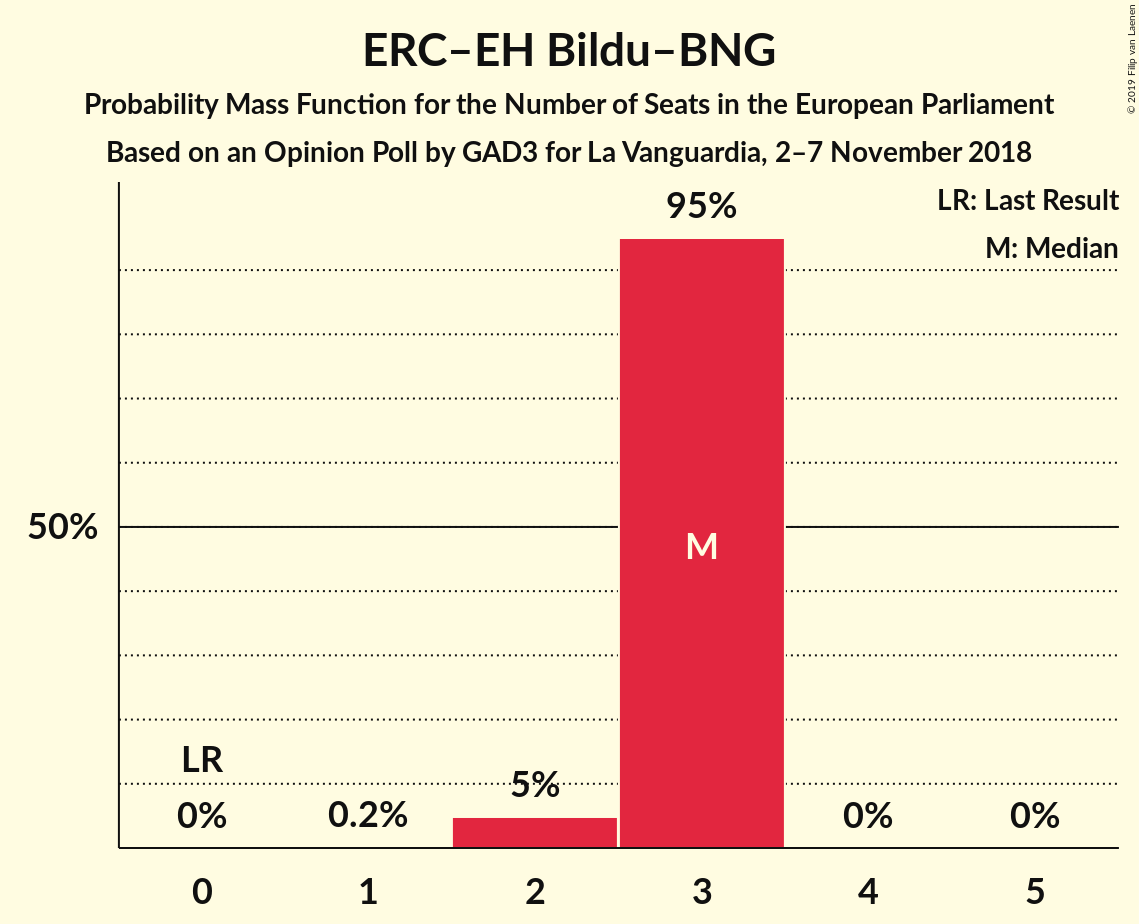 ERC–EH Bildu–BNG
Probability Mass Function for the Number of Seats in the European Parliament
Based on an Opinion Poll by GAD3 for La Vanguardia, 2–7 November 2018
© 2019 Filip van Laenen
LR: Last Result
M: Median
95%
50%
M
LR
0%
0.2%
5%
0%
0%
0
1
2
3
4
5